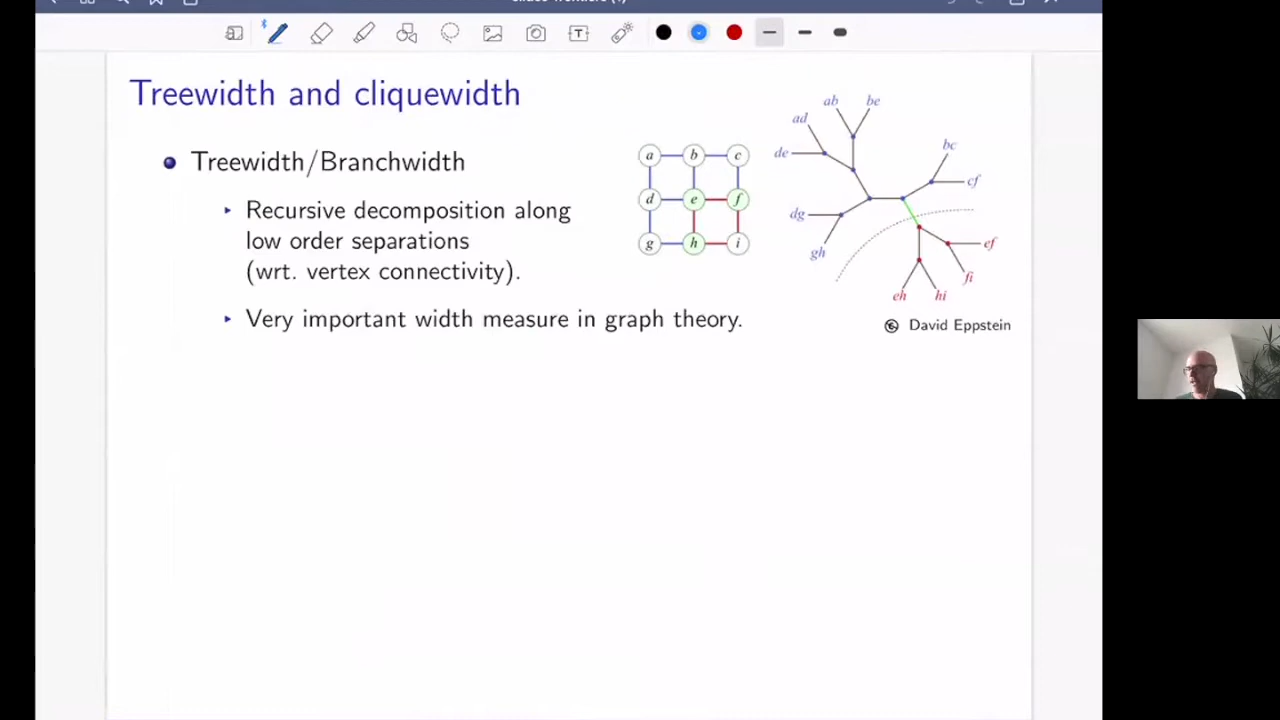 Treewidth and cliquewidth
Treewidth/Branchwidth
Recursive decomposition along
low order separations
(wrt. vertex connectivity).
Very important width measure in graph theory.
a b c
d e f
g h i
ab be
ad
de
bc
cf
dg
gh
ef
fi
eh hi
© David Eppstein
T